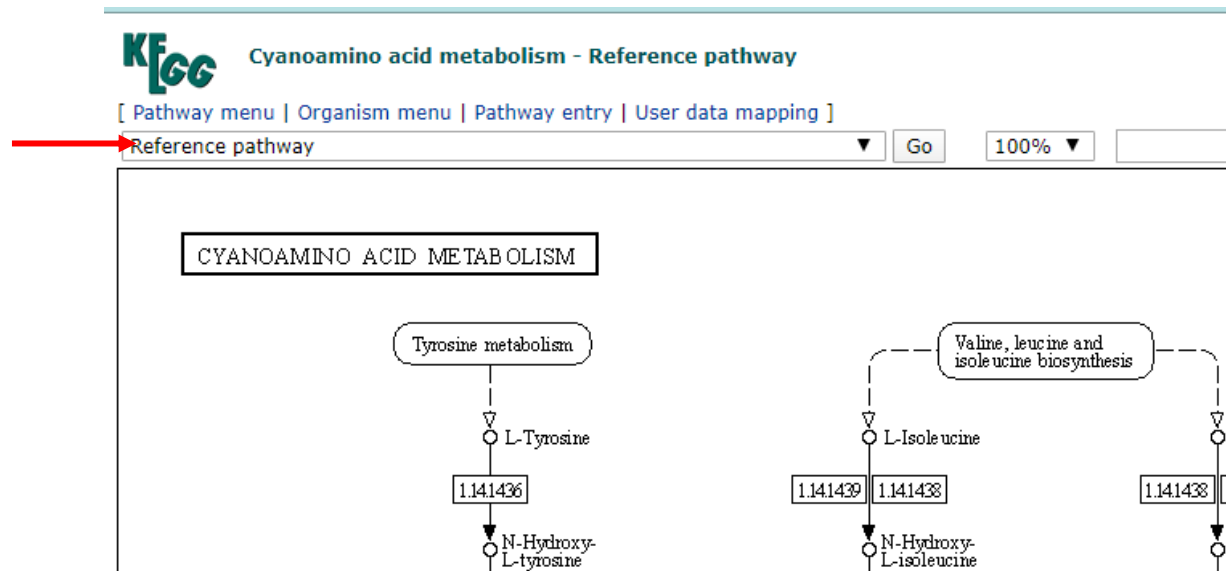 KEGG
Cyanoamino acid metabolism - Reference pathway
[ Pathway menu | Organism menu | Pathway entry | User data mapping ]
Reference pathway ▼ Go 100% ▼
CYANOAMINO ACID METABOLISM
Tyrosine metabolism
Valine, leucine and
isoleucine biosynthesis
L-Tyrosine
L-Isoleucine
1.14.14.36
1.14.14.39 1.14.14.38
1.14.14.38
N-Hydroxy-
L-tyrosine
N-Hydroxy-
L-isoleucine